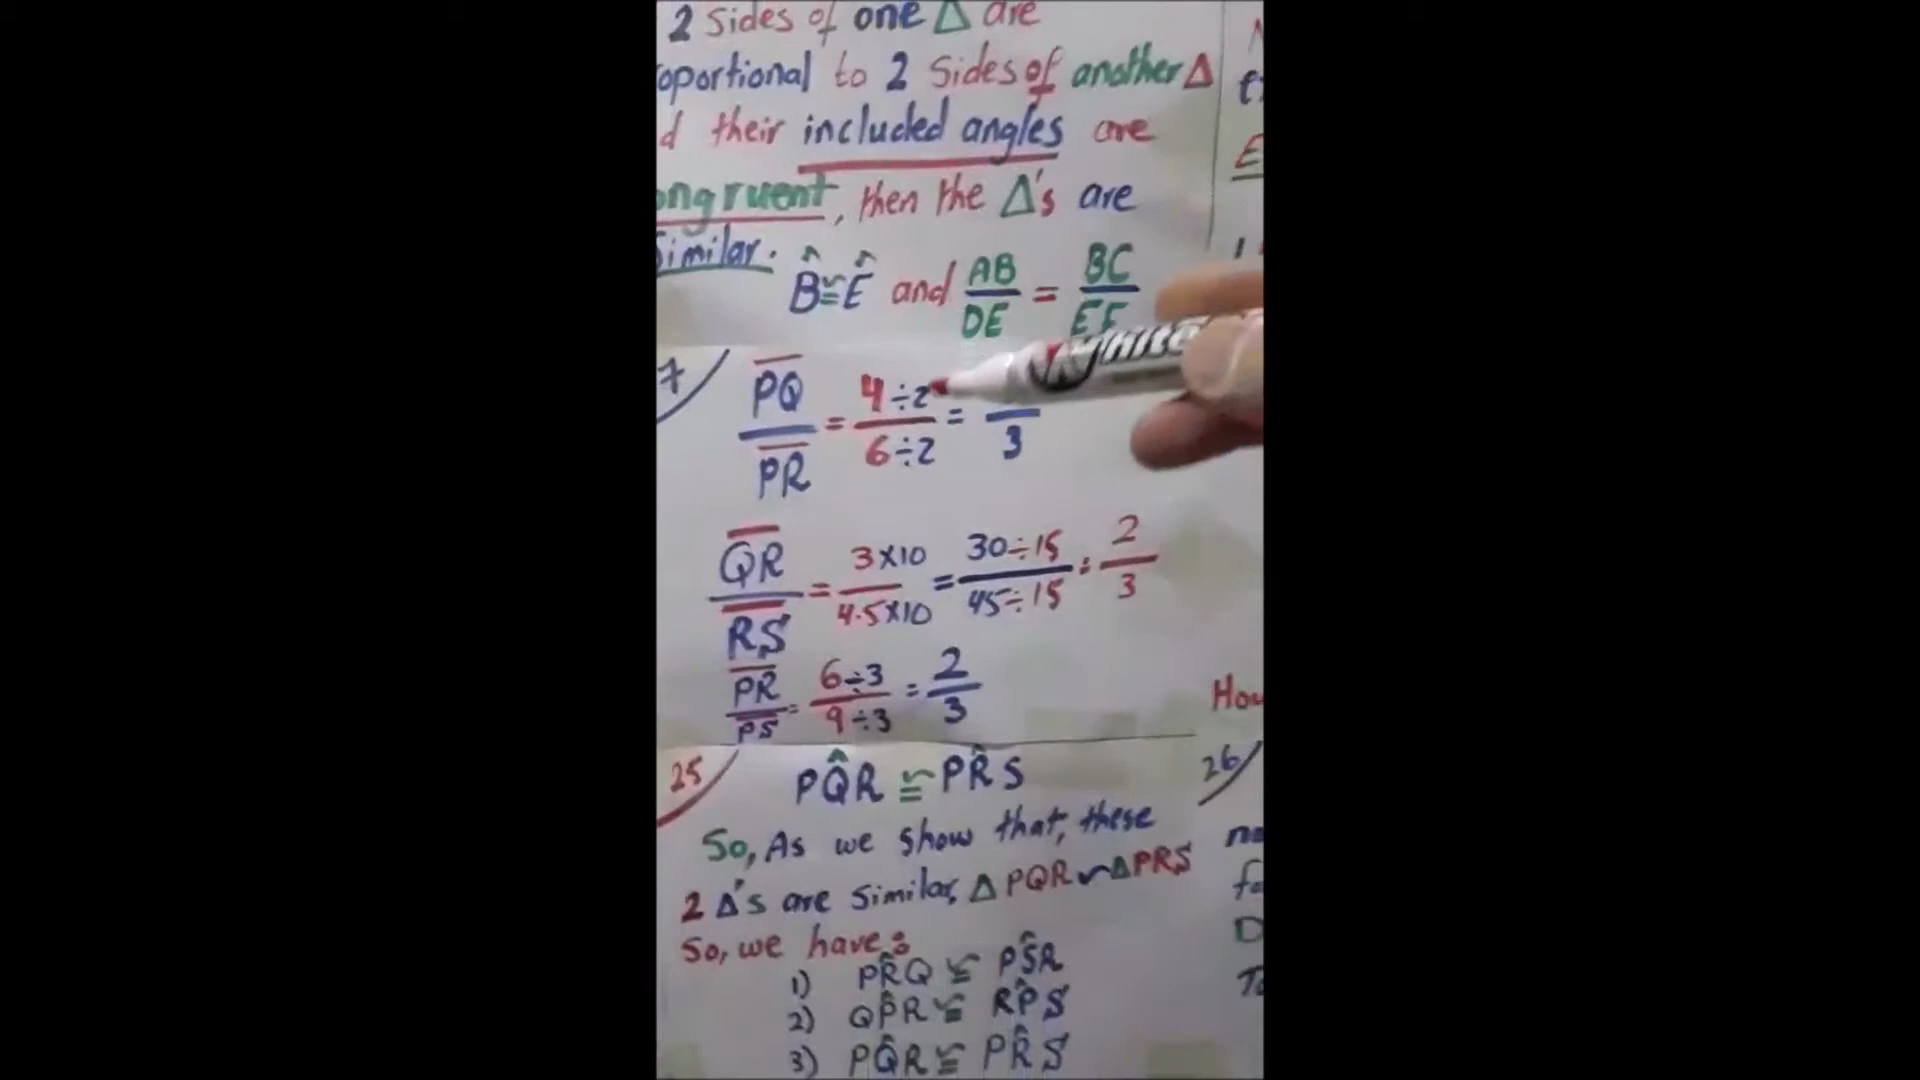 2 Sides of one Δ are
oportional to 2 Sides of another Δ
d their included angles are
ongruent, then the Δ's are
Similar.
B̂ ≅ Ê and AB/DE = BC/EF
7
PQ/PR = 4÷2/6÷2 = /3
QR/RS = 3×10/4.5×10 = 30÷15/45÷15 = 2/3
PR/PS = 6÷3/9÷3 = 2/3
25
PQ̂R ≅ PR̂S
So, As we show that, these
2 Δ's are Similar, Δ PQR ~ Δ PRS
So, we have:
1) PR̂Q ≅ PŜR
2) QP̂R ≅ RP̂S
3) PQ̂R ≅ PR̂S
26